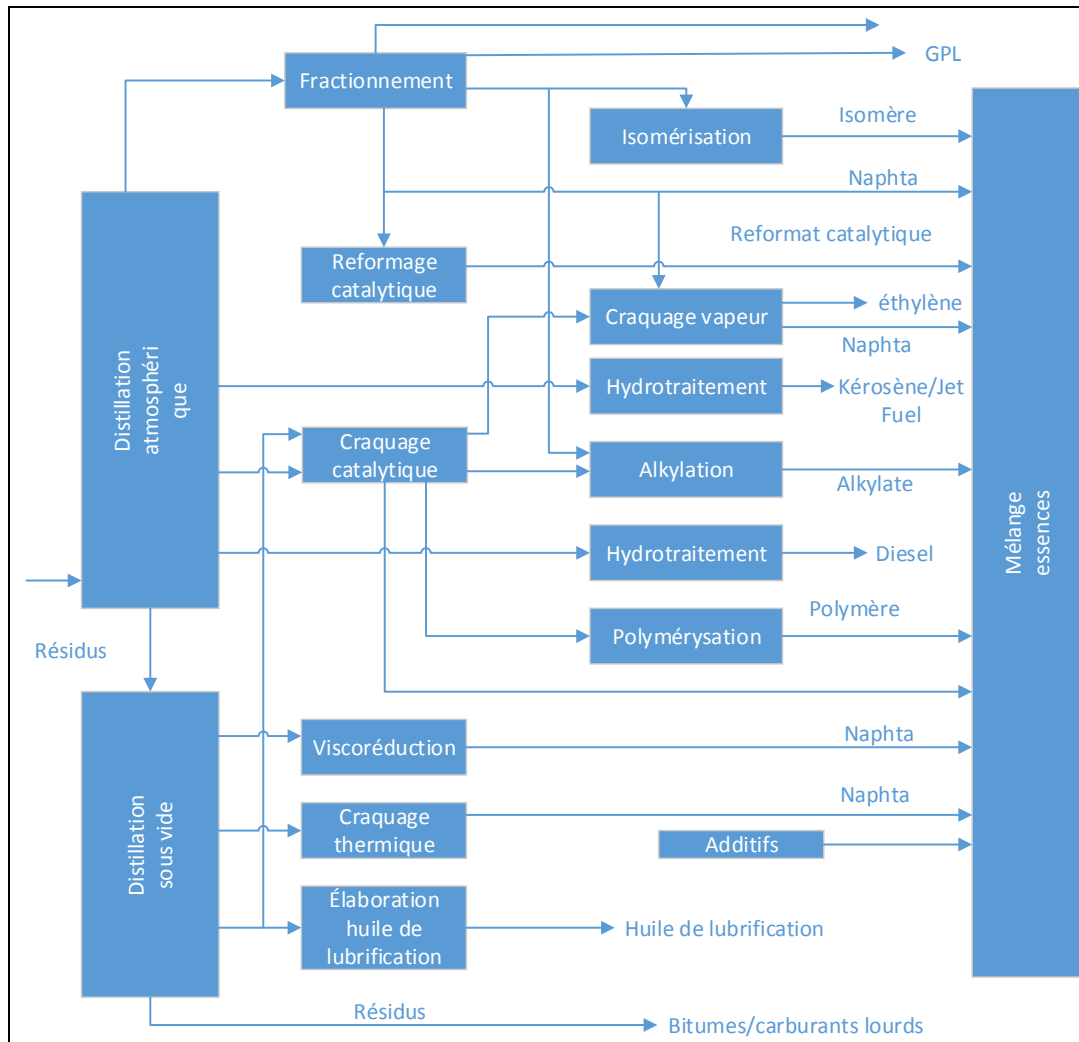 GPL
Fractionnement
Isomère
Isomérisation
Naphta
Reformat catalytique
Reformage
catalytique
éthylène
Craquage vapeur
Naphta
Distillation
atmosphéri
que
Hydrotraitement
Kérosène/Jet
Fuel
Craquage
catalytique
Alkylation
Alkylate
Mélange
essences
Hydrotraitement
Diesel
Polymère
Polymérysation
Résidus
Distillation
sous vide
Viscoréduction
Naphta
Naphta
Craquage
thermique
Additifs
Élaboration
huile de
lubrification
Huile de lubrification
Résidus
Bitumes/carburants lourds